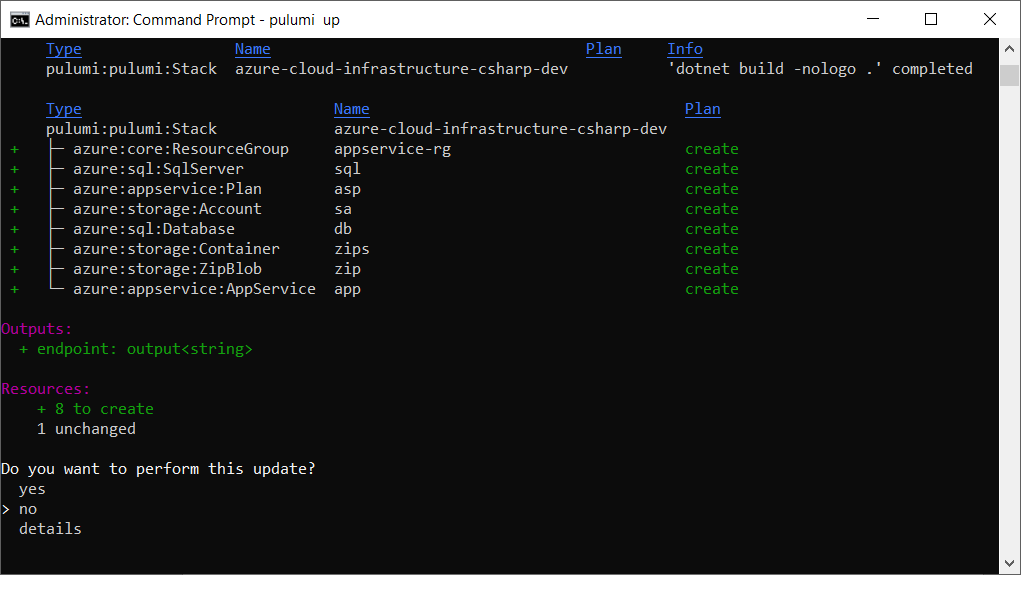 Administrator: Command Prompt - pulumi  up
Type Name Plan Info
pulumi:pulumi:Stack azure-cloud-infrastructure-csharp-dev 'dotnet build -nologo .' completed
Type Name Plan
pulumi:pulumi:Stack azure-cloud-infrastructure-csharp-dev
+ ├─ azure:core:ResourceGroup appservice-rg create
+ ├─ azure:sql:SqlServer sql create
+ ├─ azure:appservice:Plan asp create
+ ├─ azure:storage:Account sa create
+ ├─ azure:sql:Database db create
+ ├─ azure:storage:Container zips create
+ ├─ azure:storage:ZipBlob zip create
+ └─ azure:appservice:AppService app create
Outputs:
+ endpoint: output<string>
Resources:
+ 8 to create
1 unchanged
Do you want to perform this update?
yes
> no
details